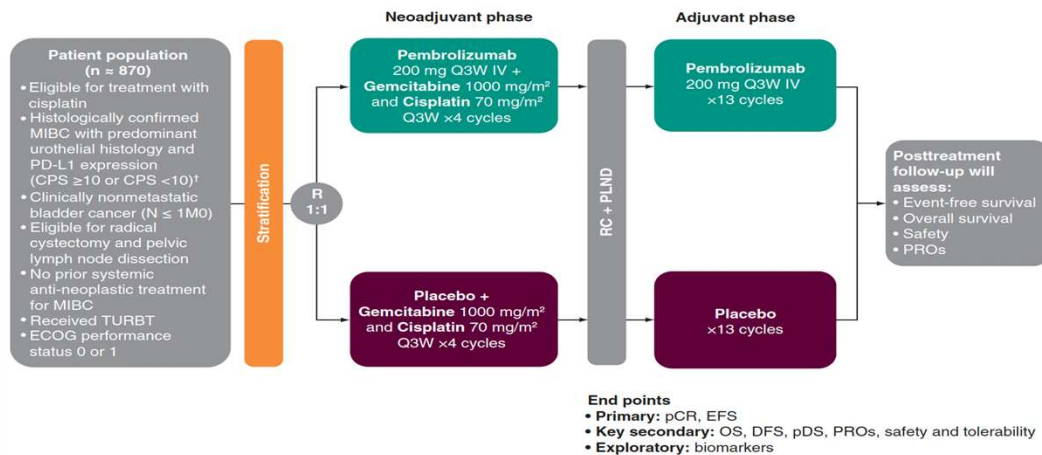 Neoadjuvant phase
Adjuvant phase
Patient population
(n ≈ 870)
• Eligible for treatment with
cisplatin
• Histologically confirmed
MIBC with predominant
urothelial histology and
PD-L1 expression
(CPS ≥10 or CPS <10)†
• Clinically nonmetastatic
bladder cancer (N ≤ 1M0)
• Eligible for radical
cystectomy and pelvic
lymph node dissection
• No prior systemic
anti-neoplastic treatment
for MIBC
• Received TURBT
• ECOG performance
status 0 or 1
Stratification
R
1:1
Pembrolizumab
200 mg Q3W IV +
Gemcitabine 1000 mg/m²
and Cisplatin 70 mg/m²
Q3W ×4 cycles
Placebo +
Gemcitabine 1000 mg/m²
and Cisplatin 70 mg/m²
Q3W ×4 cycles
RC + PLND
Pembrolizumab
200 mg Q3W IV
×13 cycles
Placebo
×13 cycles
Posttreatment
follow-up will
assess:
• Event-free survival
• Overall survival
• Safety
• PROs
End points
• Primary: pCR, EFS
• Key secondary: OS, DFS, pDS, PROs, safety and tolerability
• Exploratory: biomarkers